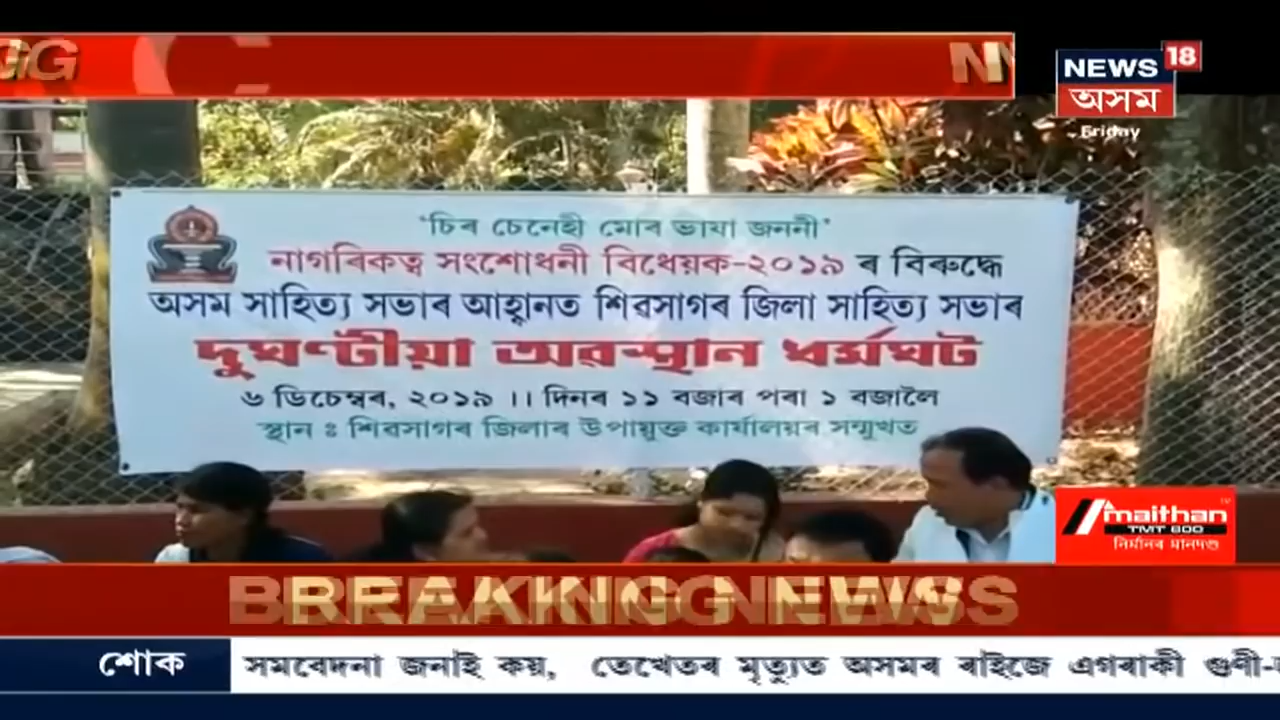 NEWS 18
অসম
Friday
'চিৰ চেনেহী মোৰ ভাষা জননী'
নাগৰিকত্ব সংশোধনী বিধেয়ক-২০১৯ ৰ বিৰুদ্ধে
অসম সাহিত্য সভাৰ আহ্বানত শিৱসাগৰ জিলা সাহিত্য সভাৰ
দুঘণ্টীয়া অৱস্থান ধৰ্মঘট
৬ ডিচেম্বৰ, ২০১৯ ।। দিনৰ ১১ বজাৰ পৰা ১ বজালৈ
স্থান ঃ শিৱসাগৰ জিলাৰ উপায়ুক্ত কাৰ্যালয়ৰ সন্মুখত
maithan
TMT 600
নিৰ্মানৰ মানদণ্ড
BREAKING NEWS
শোক
সমবেদনা জনাই কয়, তেখেতৰ মৃত্যুত অসমৰ ৰাইজে এগৰাকী গুণী-